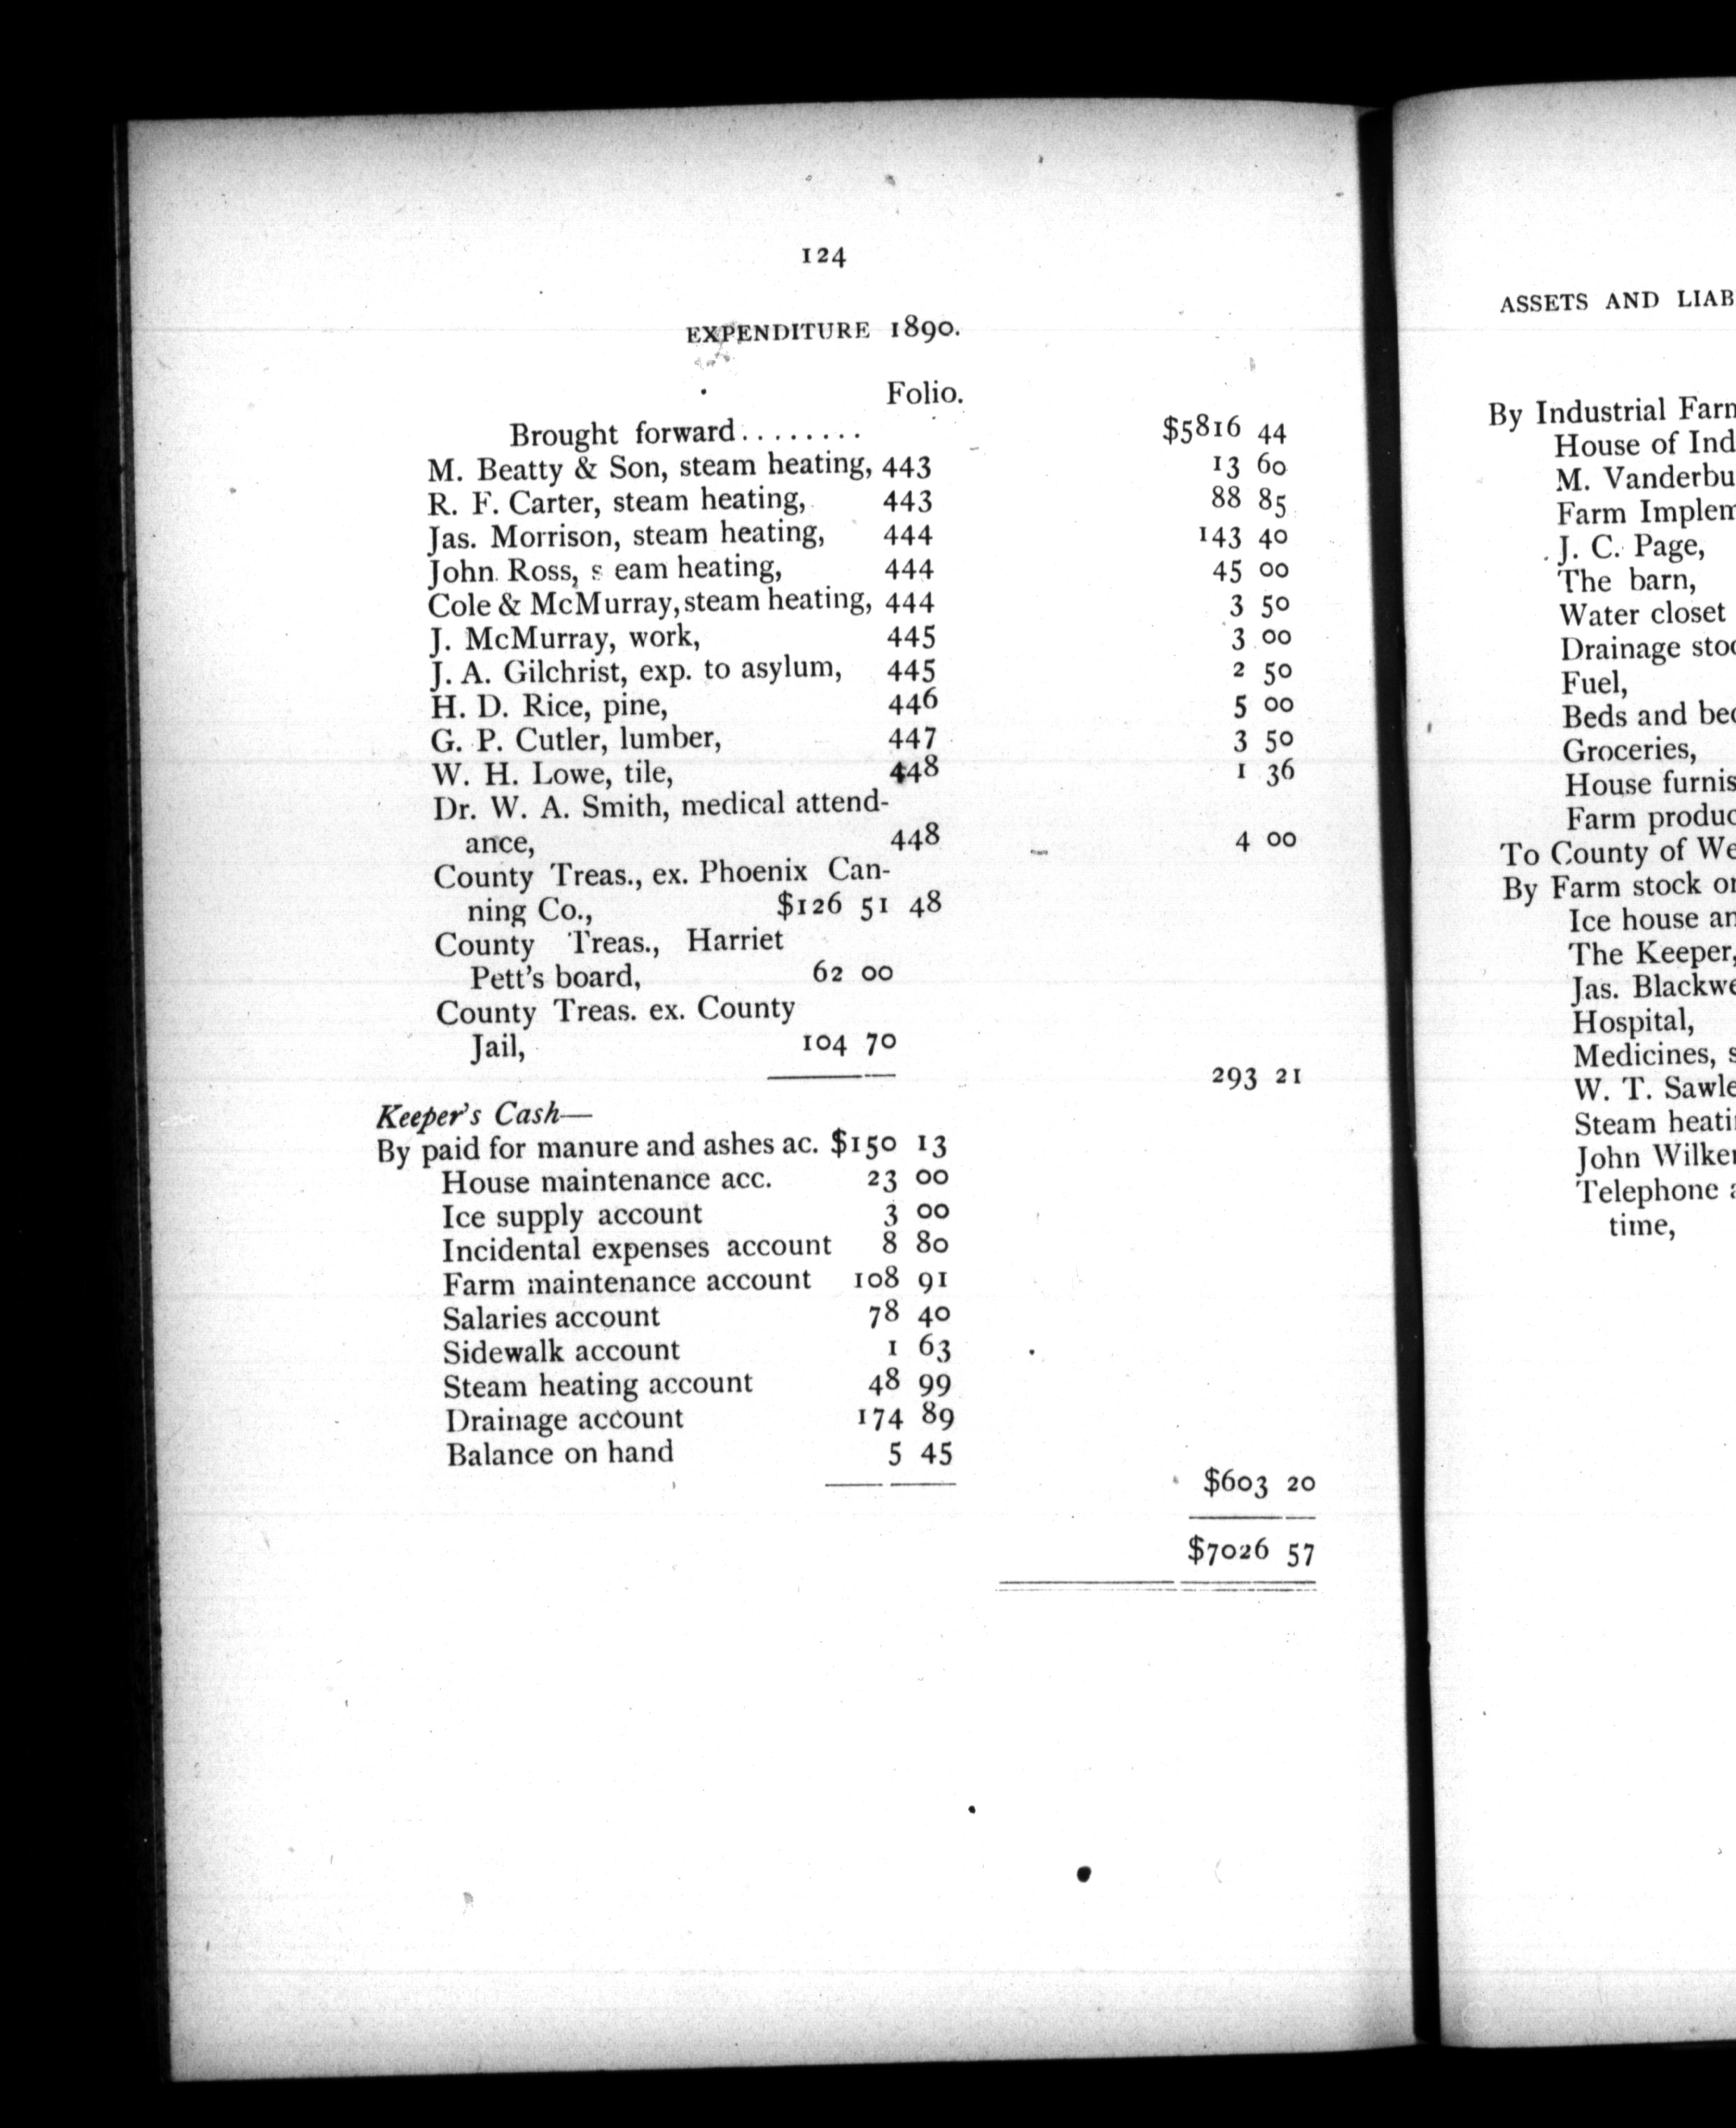 124
EXPENDITURE 1890.
Folio.
Brought forward........ $5816 44
M. Beatty & Son, steam heating, 443 13 60
R. F. Carter, steam heating, 443 88 85
Jas. Morrison, steam heating, 444 143 40
John Ross, s eam heating, 444 45 00
Cole & McMurray, steam heating, 444 3 50
J. McMurray, work, 445 3 00
J. A. Gilchrist, exp. to asylum, 445 2 50
H. D. Rice, pine, 446 5 00
G. P. Cutler, lumber, 447 3 50
W. H. Lowe, tile, 448 1 36
Dr. W. A. Smith, medical attend-
ance, 448 4 00
County Treas., ex. Phoenix Can-
ning Co., $126 51 48
County Treas., Harriet
Pett's board, 62 00
County Treas. ex. County
Jail, 104 70
293 21
Keeper's Cash—
By paid for manure and ashes ac. $150 13
House maintenance acc. 23 00
Ice supply account 3 00
Incidental expenses account 8 80
Farm maintenance account 108 91
Salaries account 78 40
Sidewalk account 1 63
Steam heating account 48 99
Drainage account 174 89
Balance on hand 5 45
$603 20
$7026 57
ASSETS AND LIAB
By Industrial Farm
House of Ind
M. Vanderbu
Farm Implem
J. C. Page,
The barn,
Water closet
Drainage stoc
Fuel,
Beds and bed
Groceries,
House furnis
Farm produc
To County of We
By Farm stock or
Ice house an
The Keeper,
Jas. Blackwe
Hospital,
Medicines, s
W. T. Sawle
Steam heati
John Wilker
Telephone a
time,